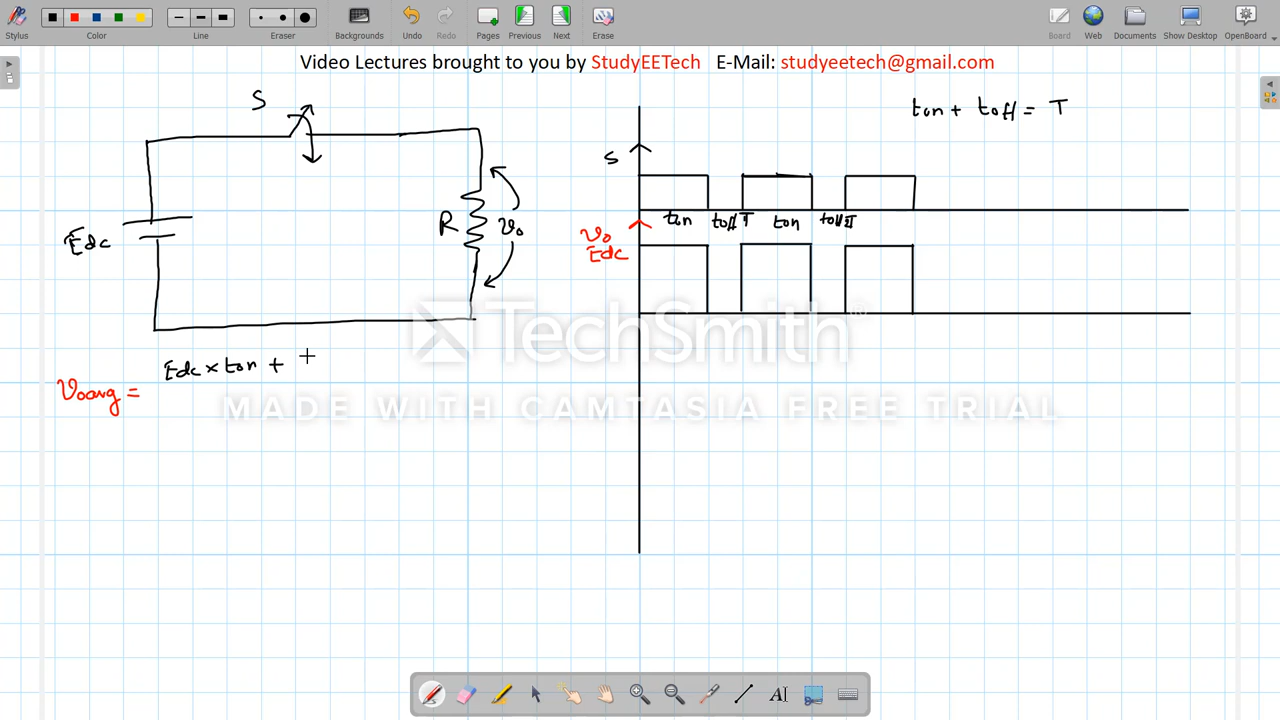 Stylus
Color
Line
Eraser
Backgrounds
Undo
Redo
Pages
Previous
Next
Erase
Board
Web
Documents
Show Desktop
OpenBoard
Video Lectures brought to you by StudyEETech E-Mail: studyeetech@gmail.com
S
Edc
R
vo
ton + toff = T
S
ton toff T ton toff
vo
Edc
TechSmith
MADE WITH CAMTASIA FREE TRIAL
Edc × ton +
Voavg =
AI